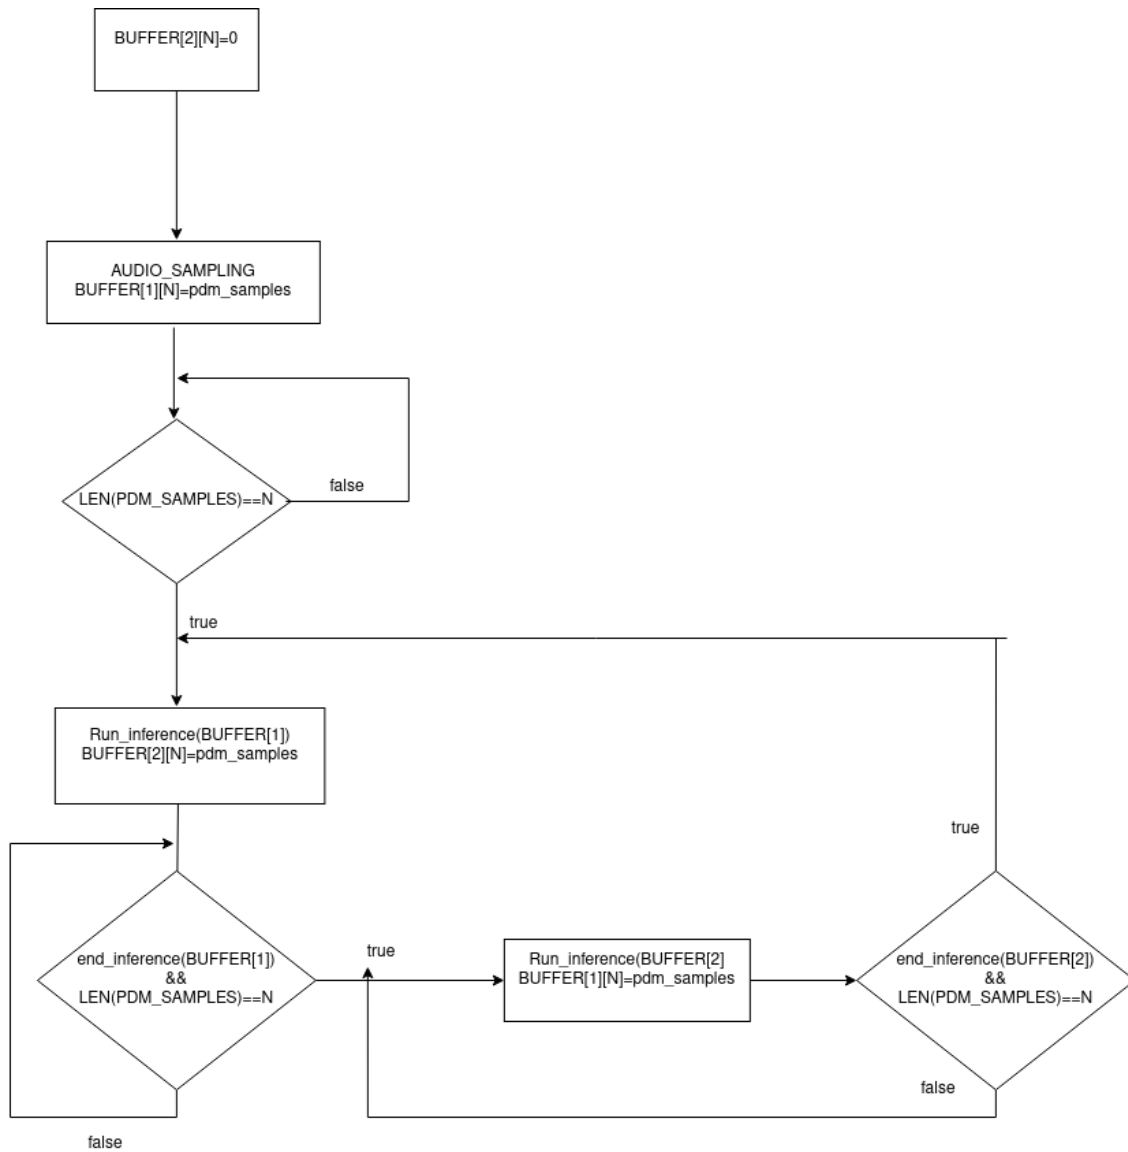 BUFFER[2][N]=0
AUDIO_SAMPLING
BUFFER[1][N]=pdm_samples
LEN(PDM_SAMPLES)==N
false
true
Run_inference(BUFFER[1])
BUFFER[2][N]=pdm_samples
end_inference(BUFFER[1])
&&
LEN(PDM_SAMPLES)==N
false
true
Run_inference(BUFFER[2]
BUFFER[1][N]=pdm_samples
end_inference(BUFFER[2])
&&
LEN(PDM_SAMPLES)==N
true
false